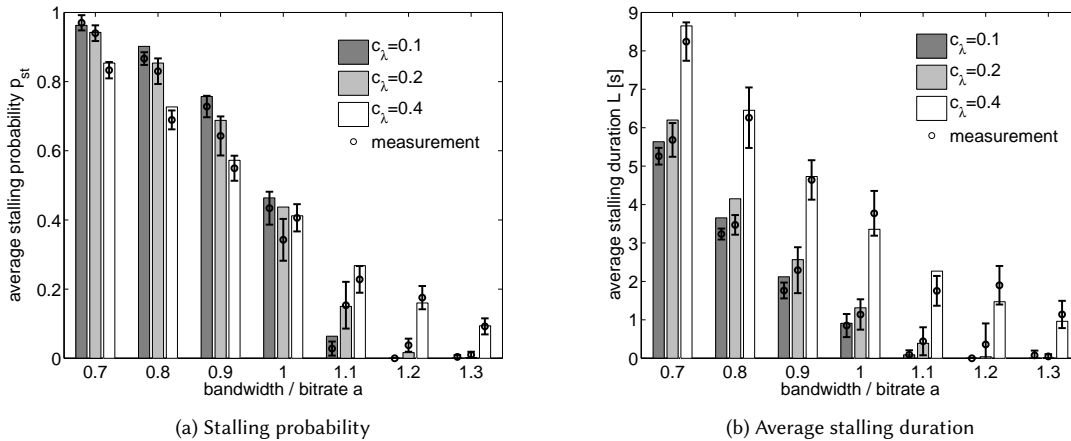 1
0.8
0.6
0.4
0.2
0
average stalling probability p_st
c_λ=0.1
c_λ=0.2
c_λ=0.4
measurement
0.7 0.8 0.9 1 1.1 1.2 1.3
bandwidth / bitrate a
(a) Stalling probability
9
8
7
6
5
4
3
2
1
0
average stalling duration L [s]
c_λ=0.1
c_λ=0.2
c_λ=0.4
measurement
0.7 0.8 0.9 1 1.1 1.2 1.3
bandwidth / bitrate a
(b) Average stalling duration